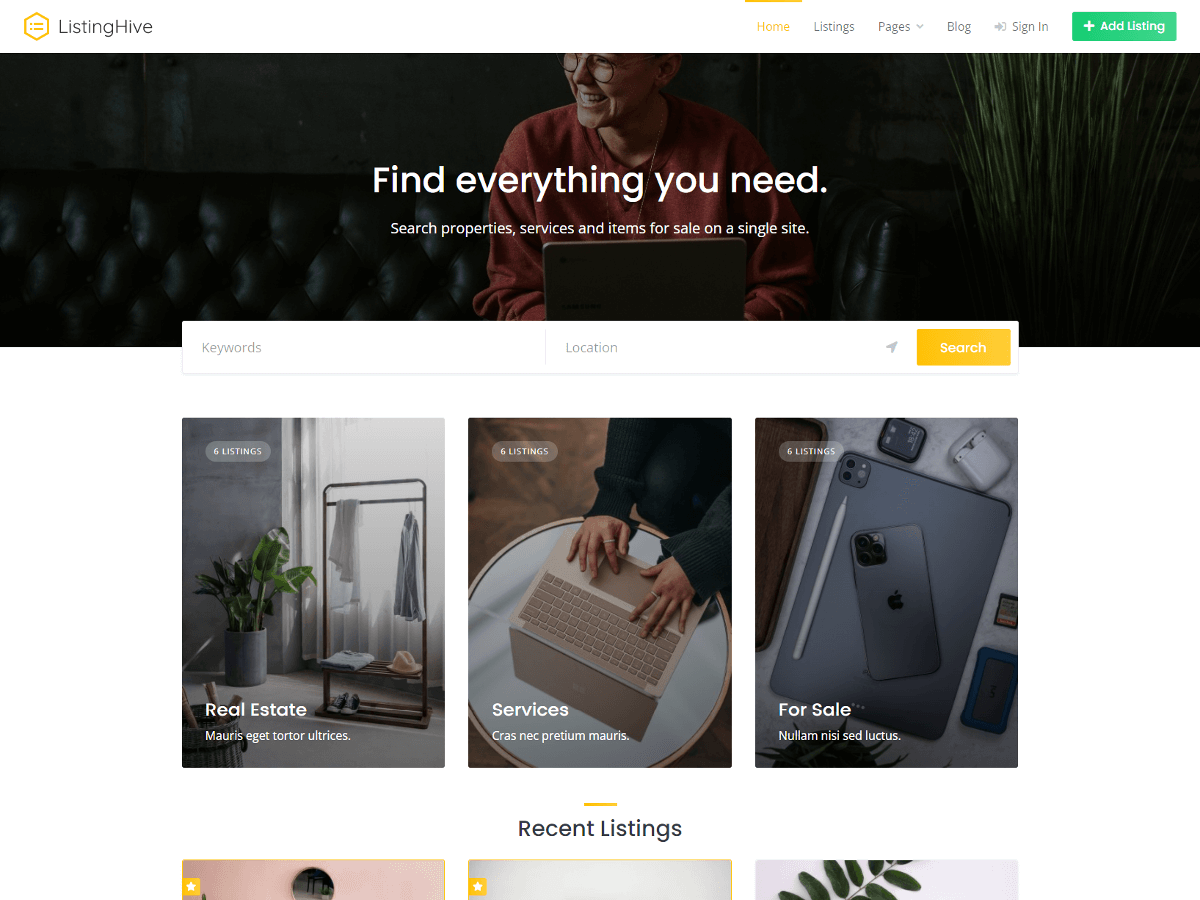 ListingHive
Home Listings Pages Blog Sign In Add Listing
Find everything you need.
Search properties, services and items for sale on a single site.
Keywords Location Search
6 LISTINGS 6 LISTINGS 6 LISTINGS
Real Estate Services For Sale
Mauris eget tortor ultrices. Cras nec pretium mauris. Nullam nisi sed luctus.
Recent Listings